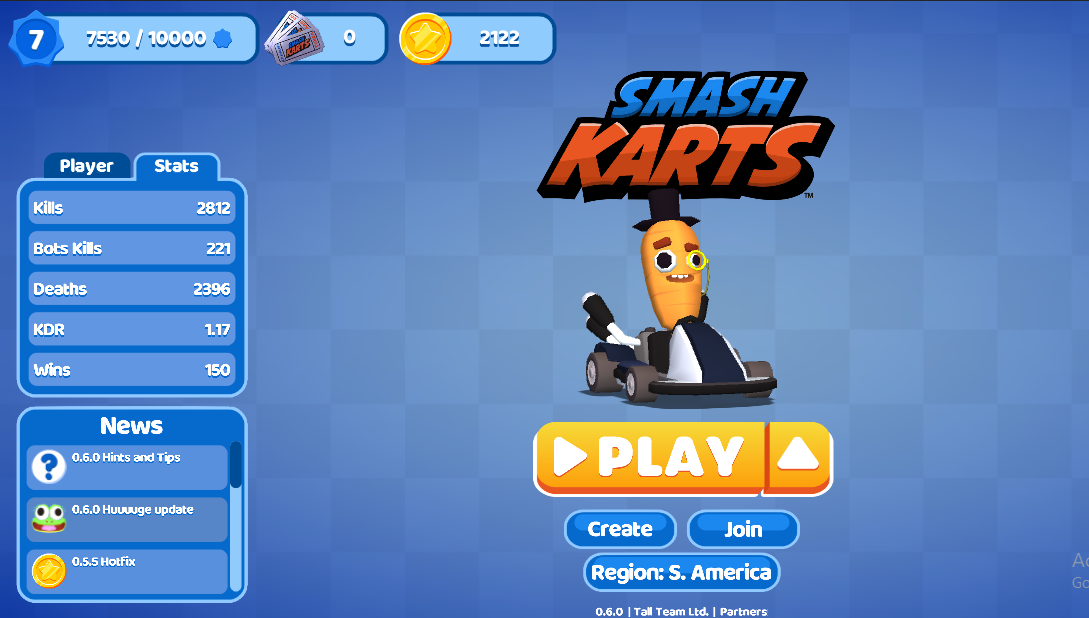 7
7530 / 10000
0
2122
SMASH
KARTS
TM
Player
Stats
Kills 2812
Bots Kills 221
Deaths 2396
KDR 1.17
Wins 150
News
0.6.0 Hints and Tips
0.6.0 Huuuuge update
0.5.5 Hotfix
PLAY
Create
Join
Region: S. America
0.6.0 | Tall Team Ltd. | Partners